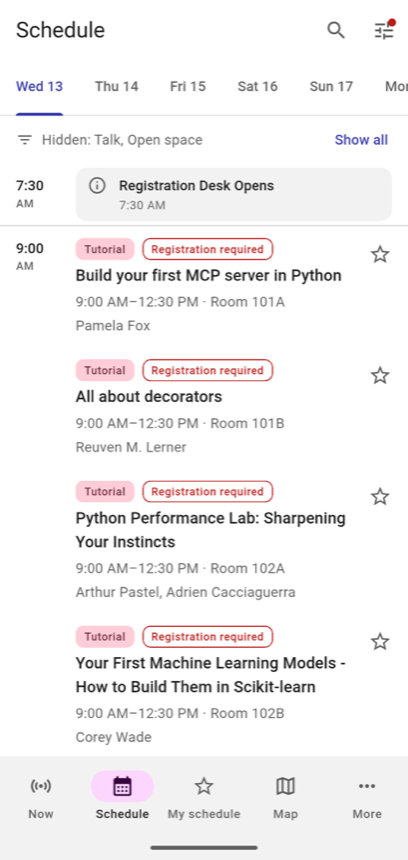 Schedule
Wed 13
Thu 14
Fri 15
Sat 16
Sun 17
Mo
Hidden: Talk, Open space
Show all
7:30
AM
Registration Desk Opens
7:30 AM
9:00
AM
Tutorial
Registration required
Build your first MCP server in Python
9:00 AM–12:30 PM · Room 101A
Pamela Fox
Tutorial
Registration required
All about decorators
9:00 AM–12:30 PM · Room 101B
Reuven M. Lerner
Tutorial
Registration required
Python Performance Lab: Sharpening
Your Instincts
9:00 AM–12:30 PM · Room 102A
Arthur Pastel, Adrien Cacciaguerra
Tutorial
Registration required
Your First Machine Learning Models -
How to Build Them in Scikit-learn
9:00 AM–12:30 PM · Room 102B
Corey Wade
Now
Schedule
My schedule
Map
More